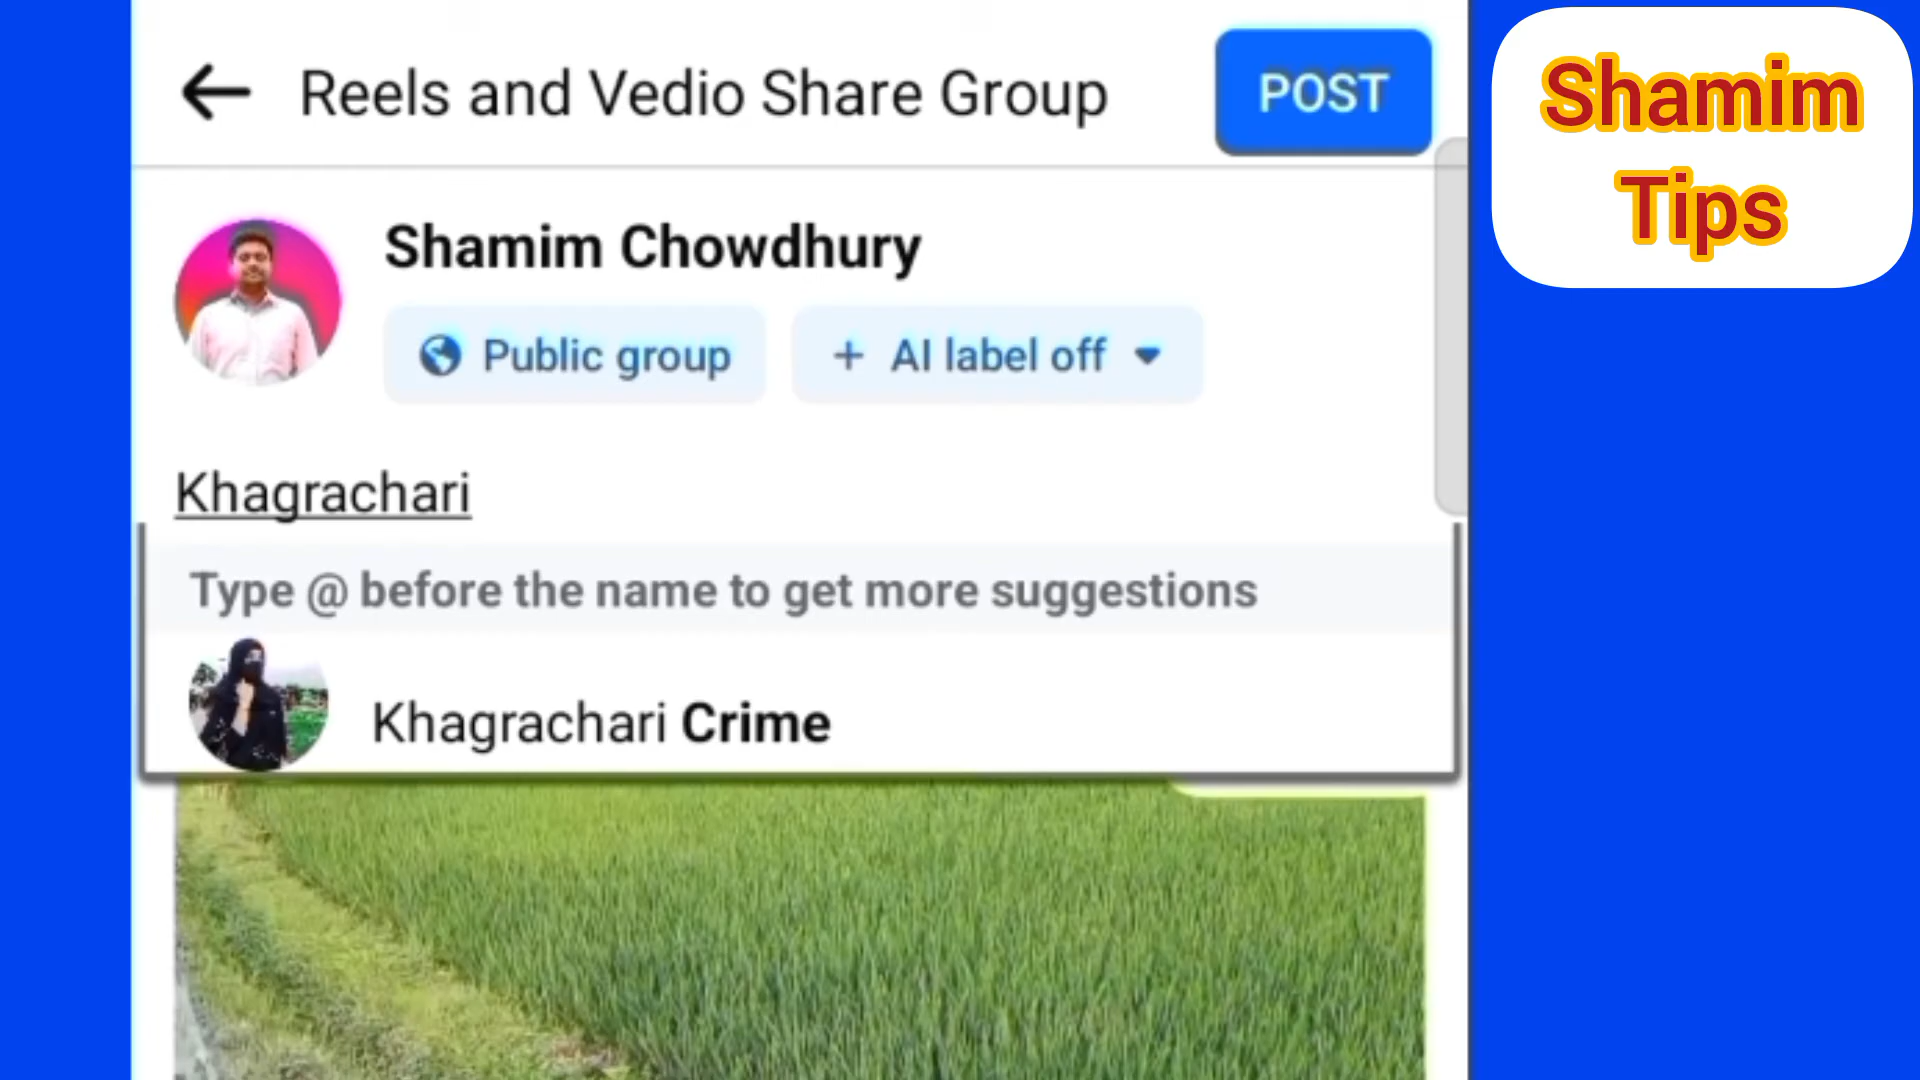 Reels and Vedio Share Group
POST
Shamim
Tips
Shamim Chowdhury
Public group
+ AI label off
Khagrachari
Type @ before the name to get more suggestions
Khagrachari Crime